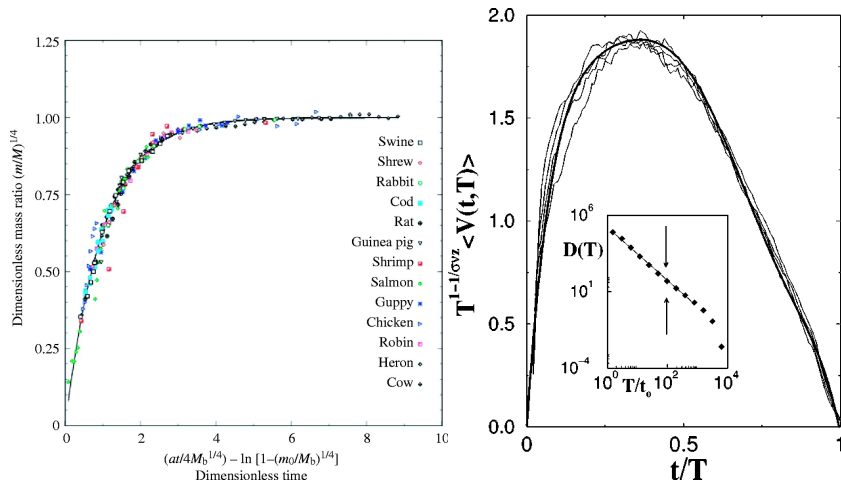 1.25
1.00
0.75
0.50
0.25
0
0 2 4 6 8 10
Dimensionless mass ratio (m/M)^1/4
Swine
Shrew
Rabbit
Cod
Rat
Guinea pig
Shrimp
Salmon
Guppy
Chicken
Robin
Heron
Cow
(at/4M_b^1/4) – ln [1–(m_0/M_b)^1/4]
Dimensionless time
2.0
1.5
1.0
0.5
0.0
T^1-1/σνz <V(t,T)>
10^6
D(T)
10^1
10^-4
10^0 10^2 10^4
T/t_o
0 0.5 1
t/T